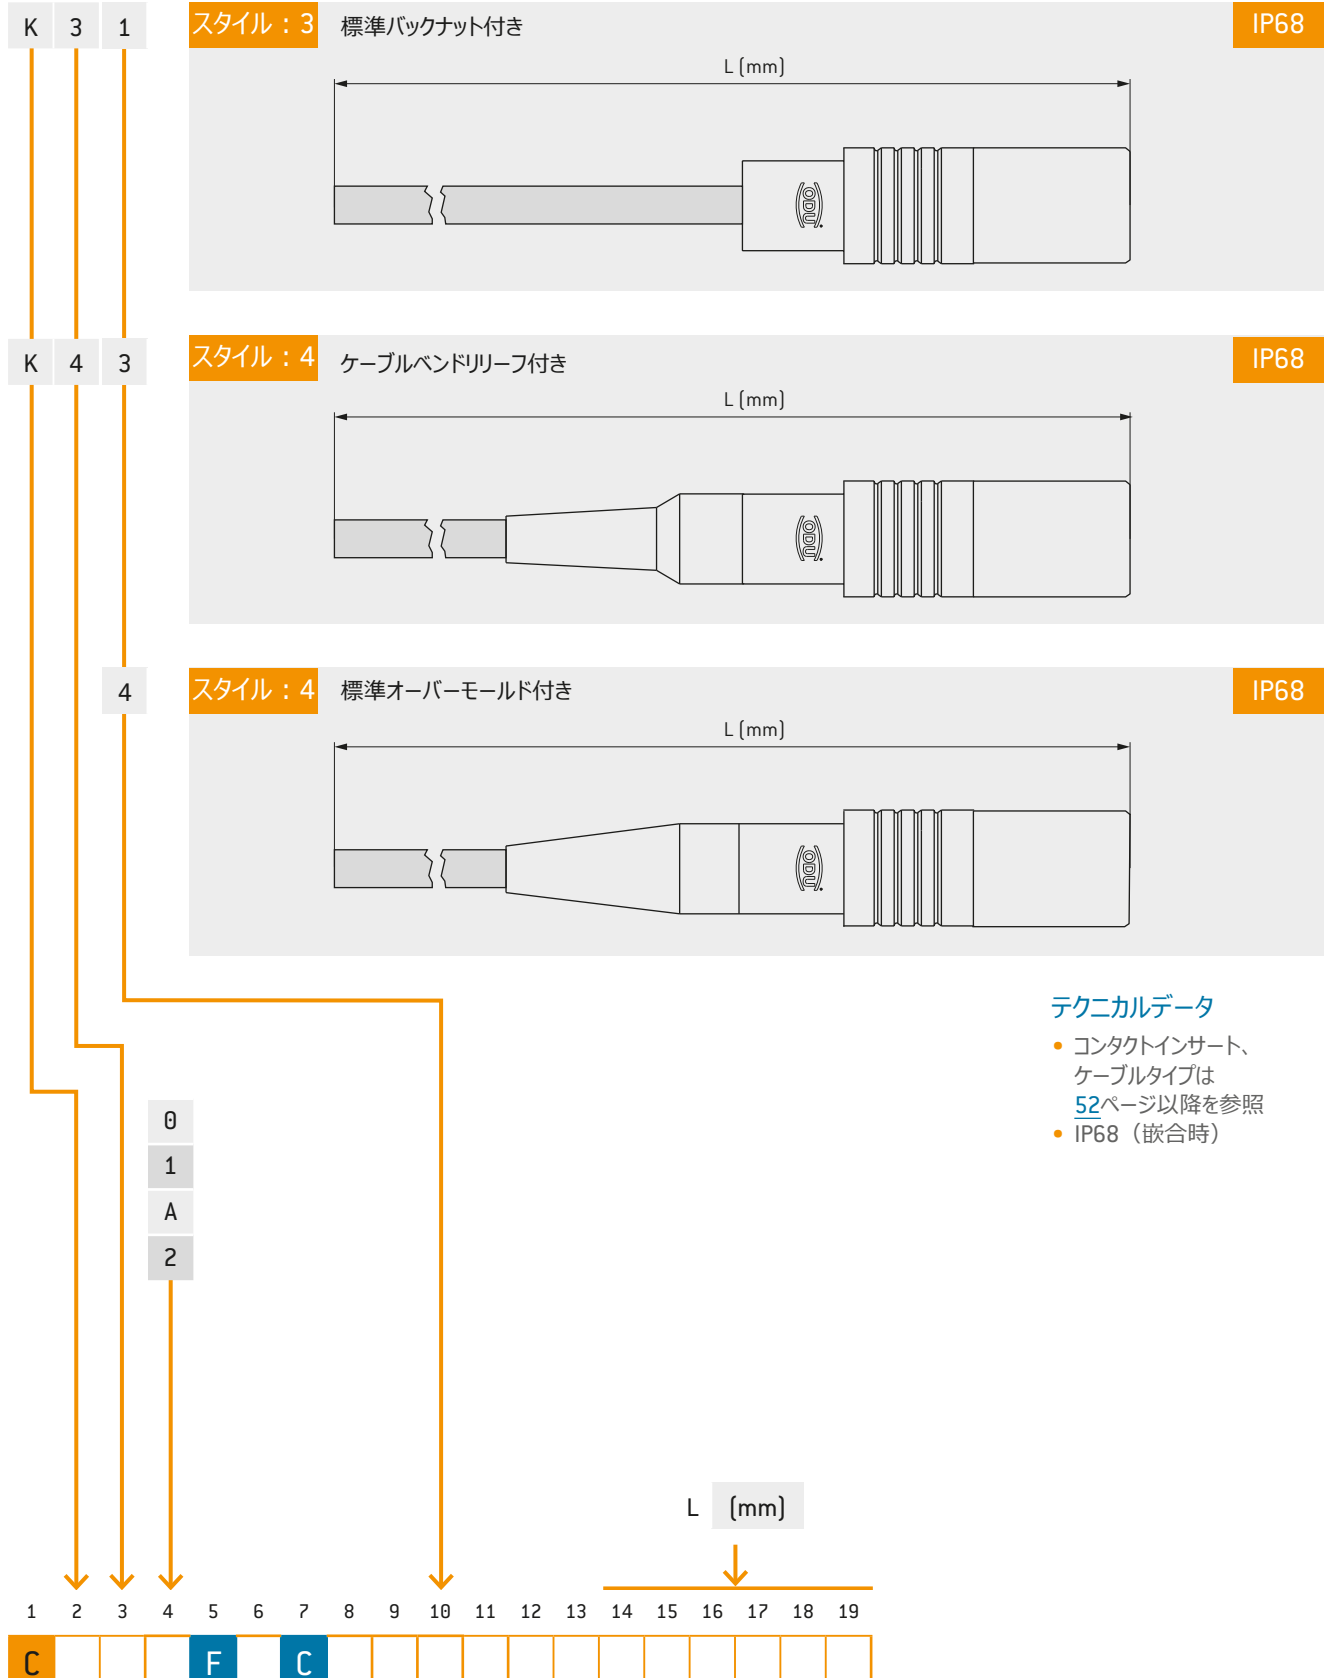 K 3 1 スタイル：3 標準バックナット付き IP68
L (mm)
ODU
K 4 3 スタイル：4 ケーブルベンドリリーフ付き IP68
L (mm)
ODU
4 スタイル：4 標準オーバーモールド付き IP68
L (mm)
ODU
テクニカルデータ
• コンタクトインサート、
ケーブルタイプは
52ページ以降を参照
• IP68（嵌合時）
0
1
A
2
L (mm)
1 2 3 4 5 6 7 8 9 10 11 12 13 14 15 16 17 18 19
C F C